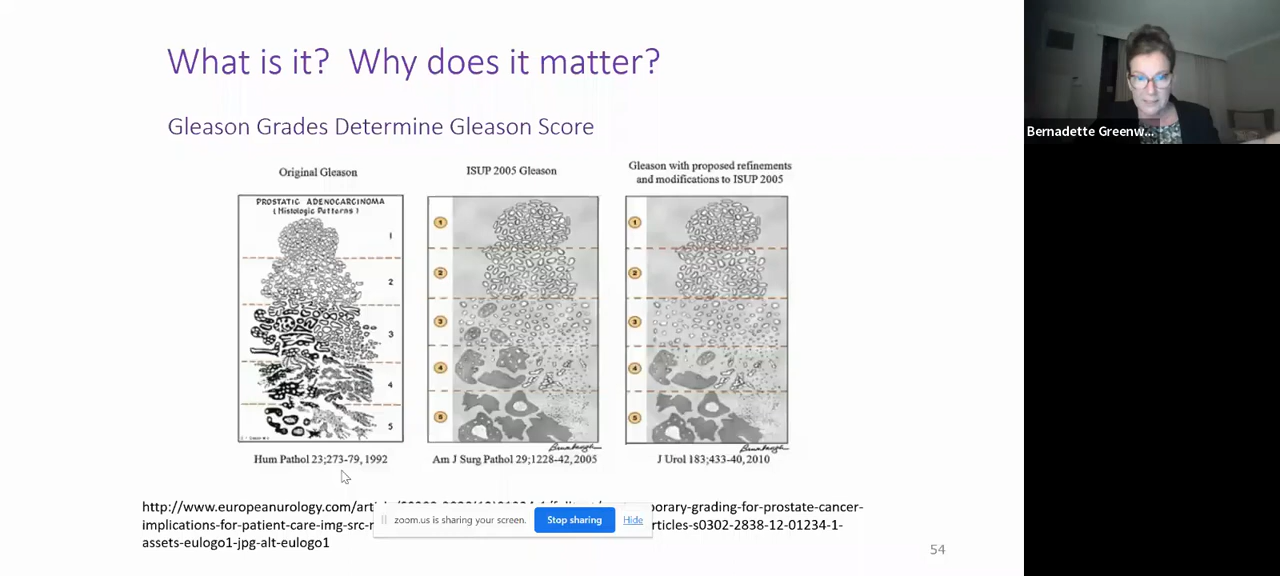 What is it? Why does it matter?
Gleason Grades Determine Gleason Score
Original Gleason
ISUP 2005 Gleason
Gleason with proposed refinements
and modifications to ISUP 2005
PROSTATIC ADENOCARCINOMA
(Histologic Patterns)
1
2
3
4
5
1
2
3
4
5
1
2
3
4
5
Hum Pathol 23;273-79, 1992
Am J Surg Pathol 29;1228-42, 2005
J Urol 183;433-40, 2010
http://www.europeanurology.com/art orary-grading-for-prostate-cancer-
implications-for-patient-care-img-src- rticles-s0302-2838-12-01234-1-
assets-eulogo1-jpg-alt-eulogo1
zoom.us is sharing your screen.
Stop sharing
Hide
54
Bernadette Greenw...